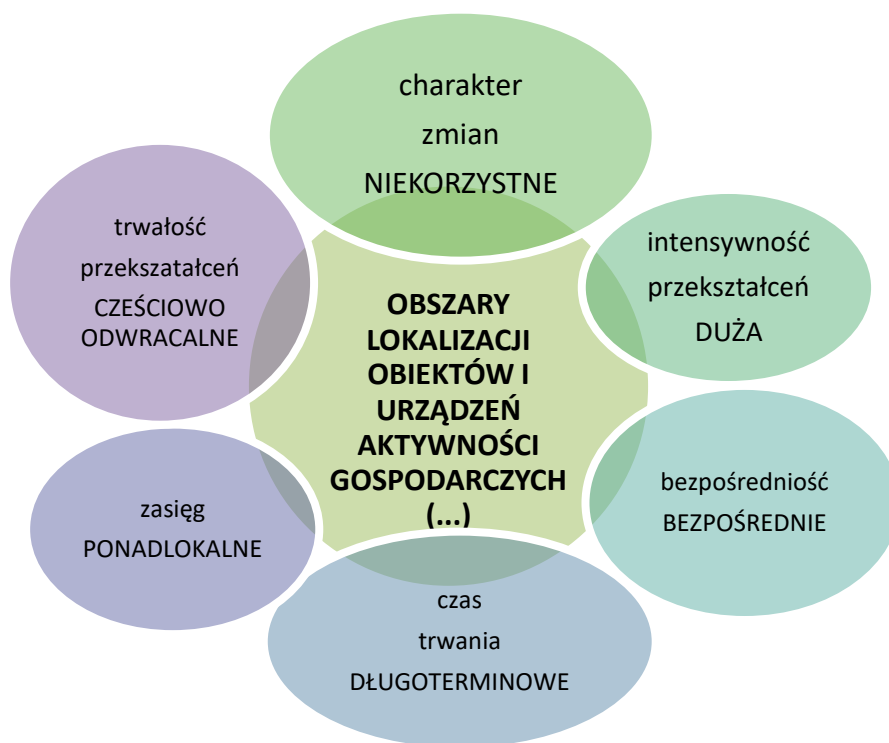 charakter
zmian
NIEKORZYSTNE
intensywność
przekształceń
DUŻA
bezpośredniość
BEZPOŚREDNIE
czas
trwania
DŁUGOTERMINOWE
zasięg
PONADLOKALNE
trwałość
przekszatałceń
CZEŚCIOWO
ODWRACALNE
OBSZARY
LOKALIZACJI
OBIEKTÓW I
URZĄDZEŃ
AKTYWNOŚCI
GOSPODARCZYCH
(...)